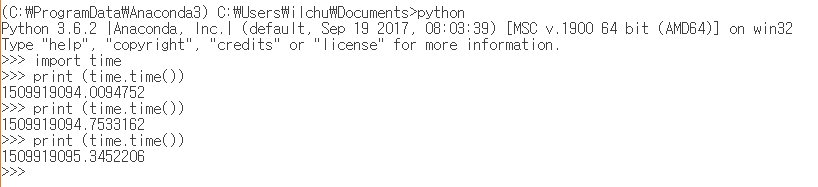 (C:₩ProgramData₩Anaconda3) C:₩Users₩ilchu₩Documents>python
Python 3.6.2 |Anaconda, Inc.| (default, Sep 19 2017, 08:03:39) [MSC v.1900 64 bit (AMD64)] on win32
Type "help", "copyright", "credits" or "license" for more information.
>>> import time
>>> print (time.time())
1509919094.0094752
>>> print (time.time())
1509919094.7533162
>>> print (time.time())
1509919095.3452206
>>>